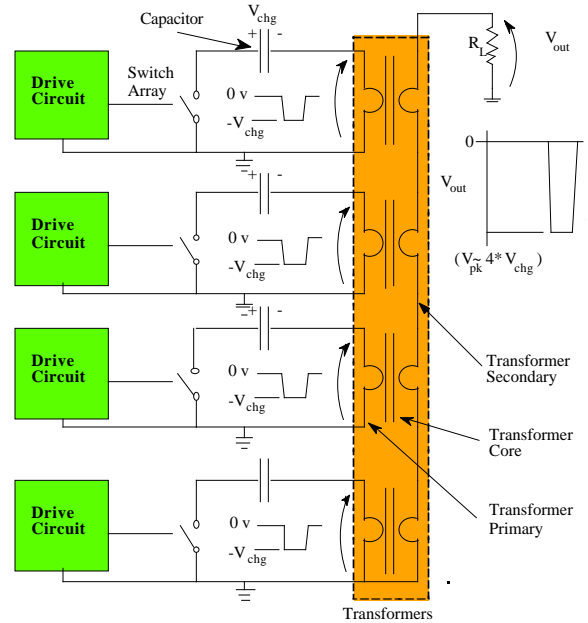 Capacitor
V_chg
+ -
Drive
Circuit
Switch
Array
0 v
-V_chg
R_L
V_out
0
V_out
(V_pk ~ 4* V_chg)
+ -
Drive
Circuit
0 v
-V_chg
+ -
Drive
Circuit
0 v
-V_chg
Transformer
Secondary
Transformer
Core
Transformer
Primary
+ -
Drive
Circuit
0 v
-V_chg
Transformers